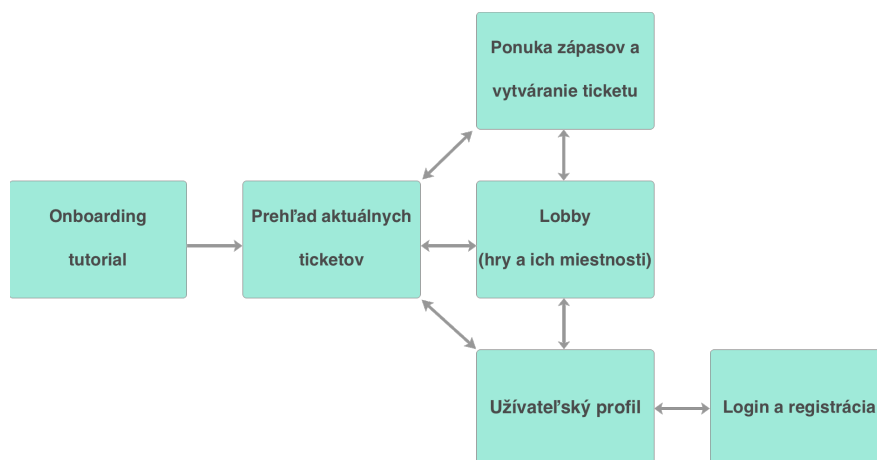 Ponuka zápasov a
vytváranie ticketu
Onboarding
tutorial
Prehľad aktuálnych
ticketov
Lobby
(hry a ich miestnosti)
Užívateľský profil
Login a registrácia